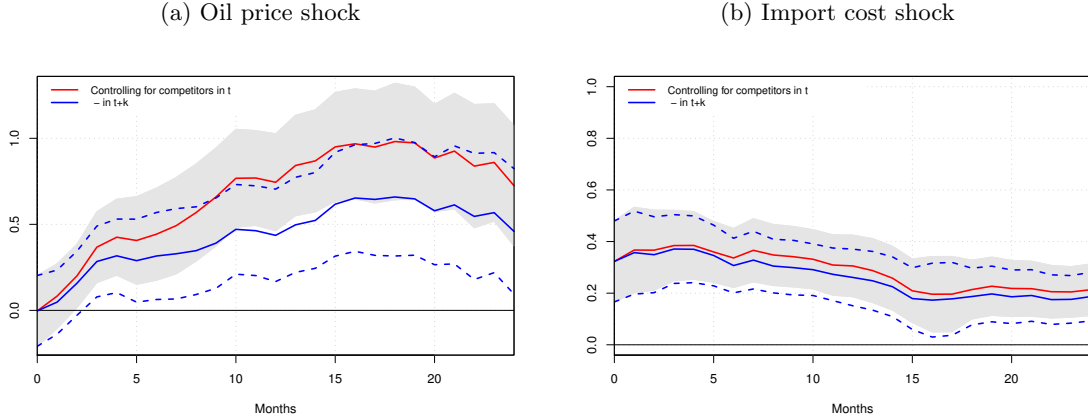 (a) Oil price shock
Controlling for competitors in t
– in t+k
1.0
0.5
0.0
0 5 10 15 20
Months
(b) Import cost shock
Controlling for competitors in t
– in t+k
1.0
0.8
0.6
0.4
0.2
0.0
0 5 10 15 20
Months